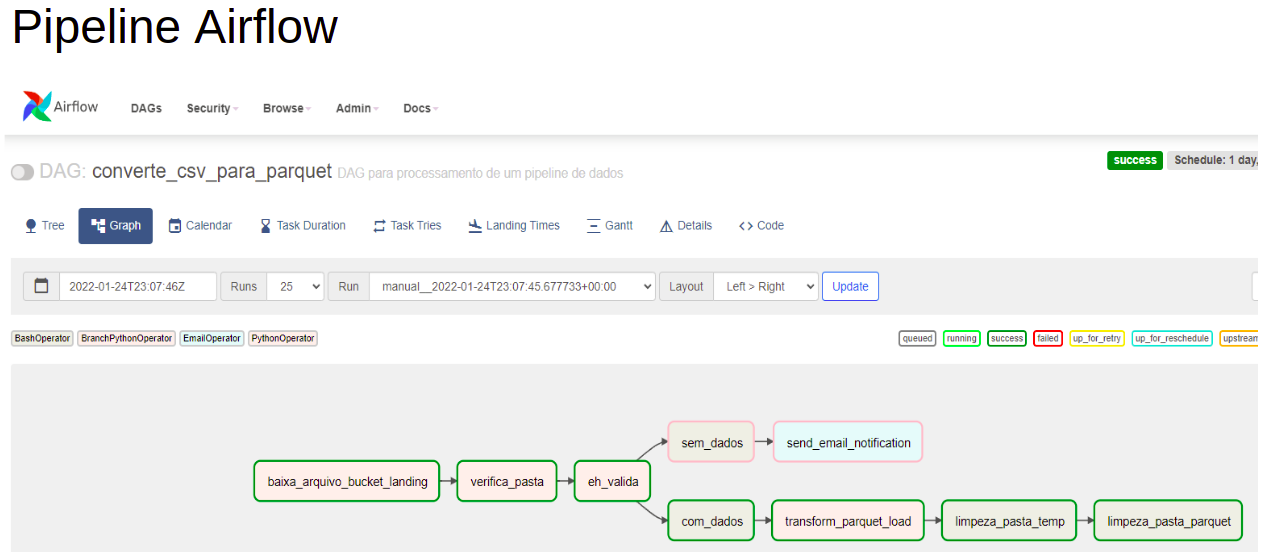 Pipeline Airflow
Airflow DAGs Security Browse Admin Docs
DAG: converte_csv_para_parquet DAG para processamento de um pipeline de dados
success Schedule: 1 day,
Tree Graph Calendar Task Duration Task Tries Landing Times Gantt Details Code
2022-01-24T23:07:46Z Runs 25 Run manual__2022-01-24T23:07:45.677733+00:00 Layout Left > Right Update
BashOperator BranchPythonOperator EmailOperator PythonOperator queued running success failed up_for_retry up_for_reschedule upstream
sem_dados send_email_notification
baixa_arquivo_bucket_landing verifica_pasta eh_valida
com_dados transform_parquet_load limpeza_pasta_temp limpeza_pasta_parquet